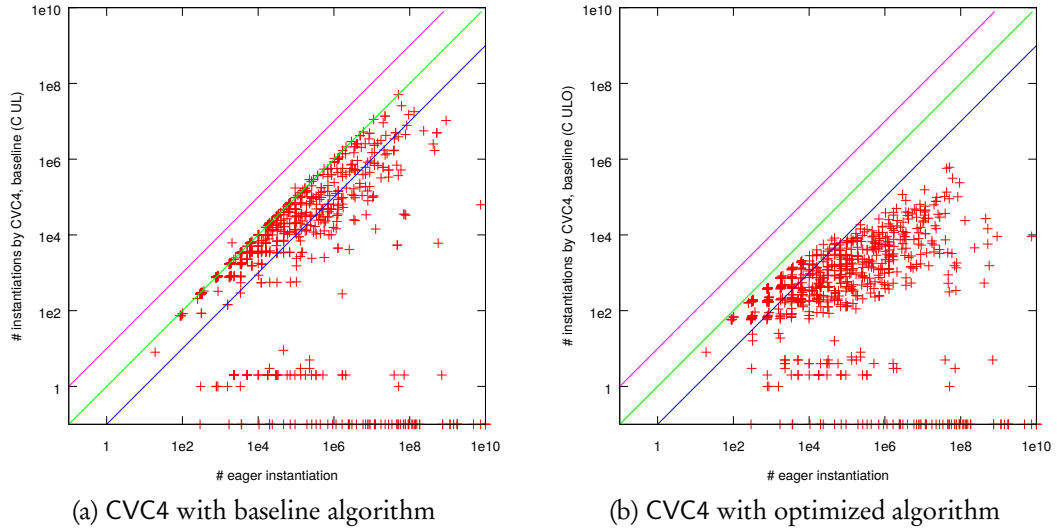 1e10
1e8
1e6
1e4
1e2
1
1
1e2
1e4
1e6
1e8
1e10
# instantiations by CVC4, baseline (C UL)
# eager instantiation
(a) CVC4 with baseline algorithm
1e10
1e8
1e6
1e4
1e2
1
1
1e2
1e4
1e6
1e8
1e10
# instantiations by CVC4, baseline (C ULO)
# eager instantiation
(b) CVC4 with optimized algorithm